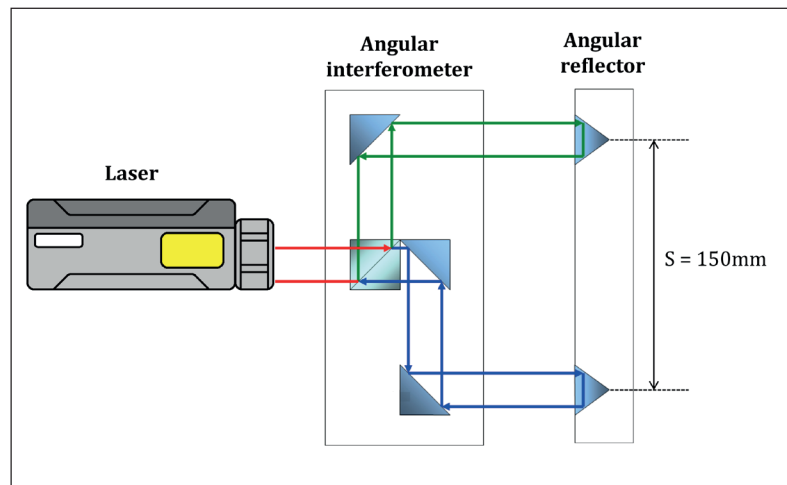 Angular
interferometer
Angular
reflector
Laser
S = 150mm